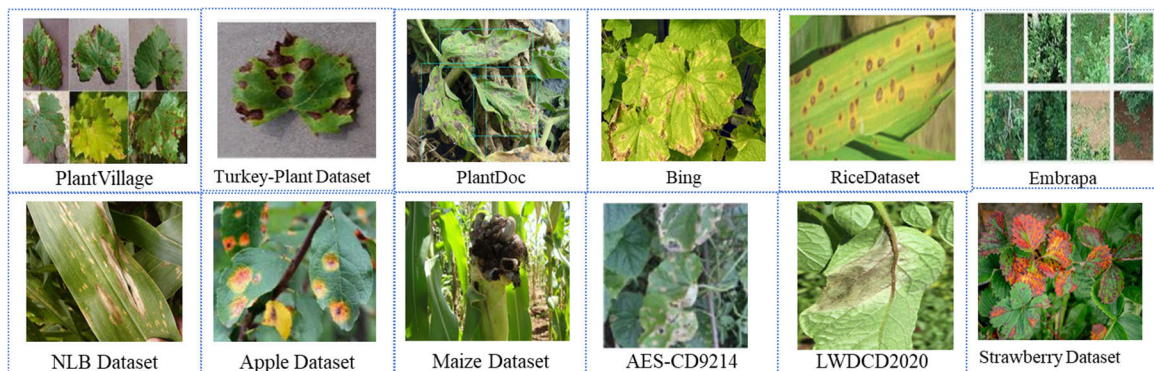 PlantVillage
Turkey-Plant Dataset
PlantDoc
Bing
RiceDataset
Embrapa
NLB Dataset
Apple Dataset
Maize Dataset
AES-CD9214
LWDCD2020
Strawberry Dataset